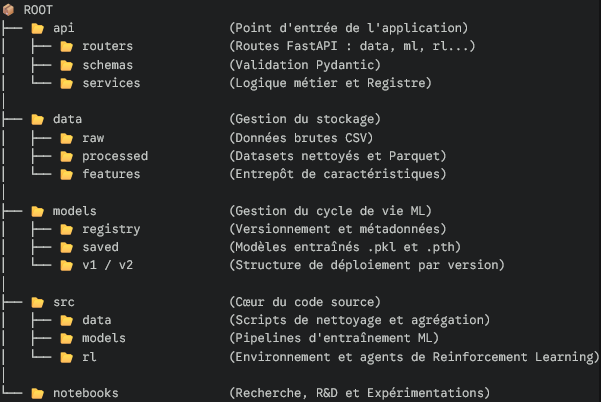 ROOT
api (Point d'entrée de l'application)
routers (Routes FastAPI : data, ml, rl...)
schemas (Validation Pydantic)
services (Logique métier et Registre)
data (Gestion du stockage)
raw (Données brutes CSV)
processed (Datasets nettoyés et Parquet)
features (Entrepôt de caractéristiques)
models (Gestion du cycle de vie ML)
registry (Versionnement et métadonnées)
saved (Modèles entraînés .pkl et .pth)
v1 / v2 (Structure de déploiement par version)
src (Cœur du code source)
data (Scripts de nettoyage et agrégation)
models (Pipelines d'entraînement ML)
rl (Environnement et agents de Reinforcement Learning)
notebooks (Recherche, R&D et Expérimentations)